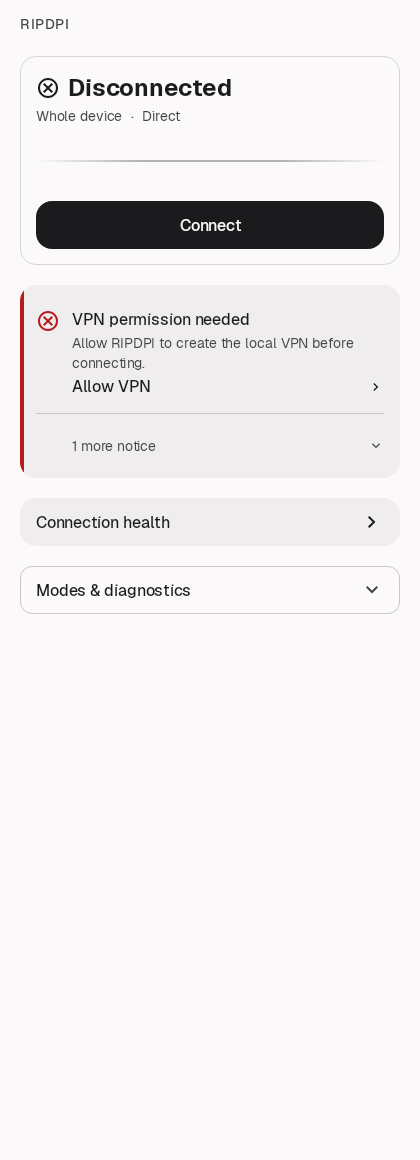 RIPDPI
Disconnected
Whole device · Direct
Connect
VPN permission needed
Allow RIPDPI to create the local VPN before
connecting.
Allow VPN
1 more notice
Connection health
Modes & diagnostics